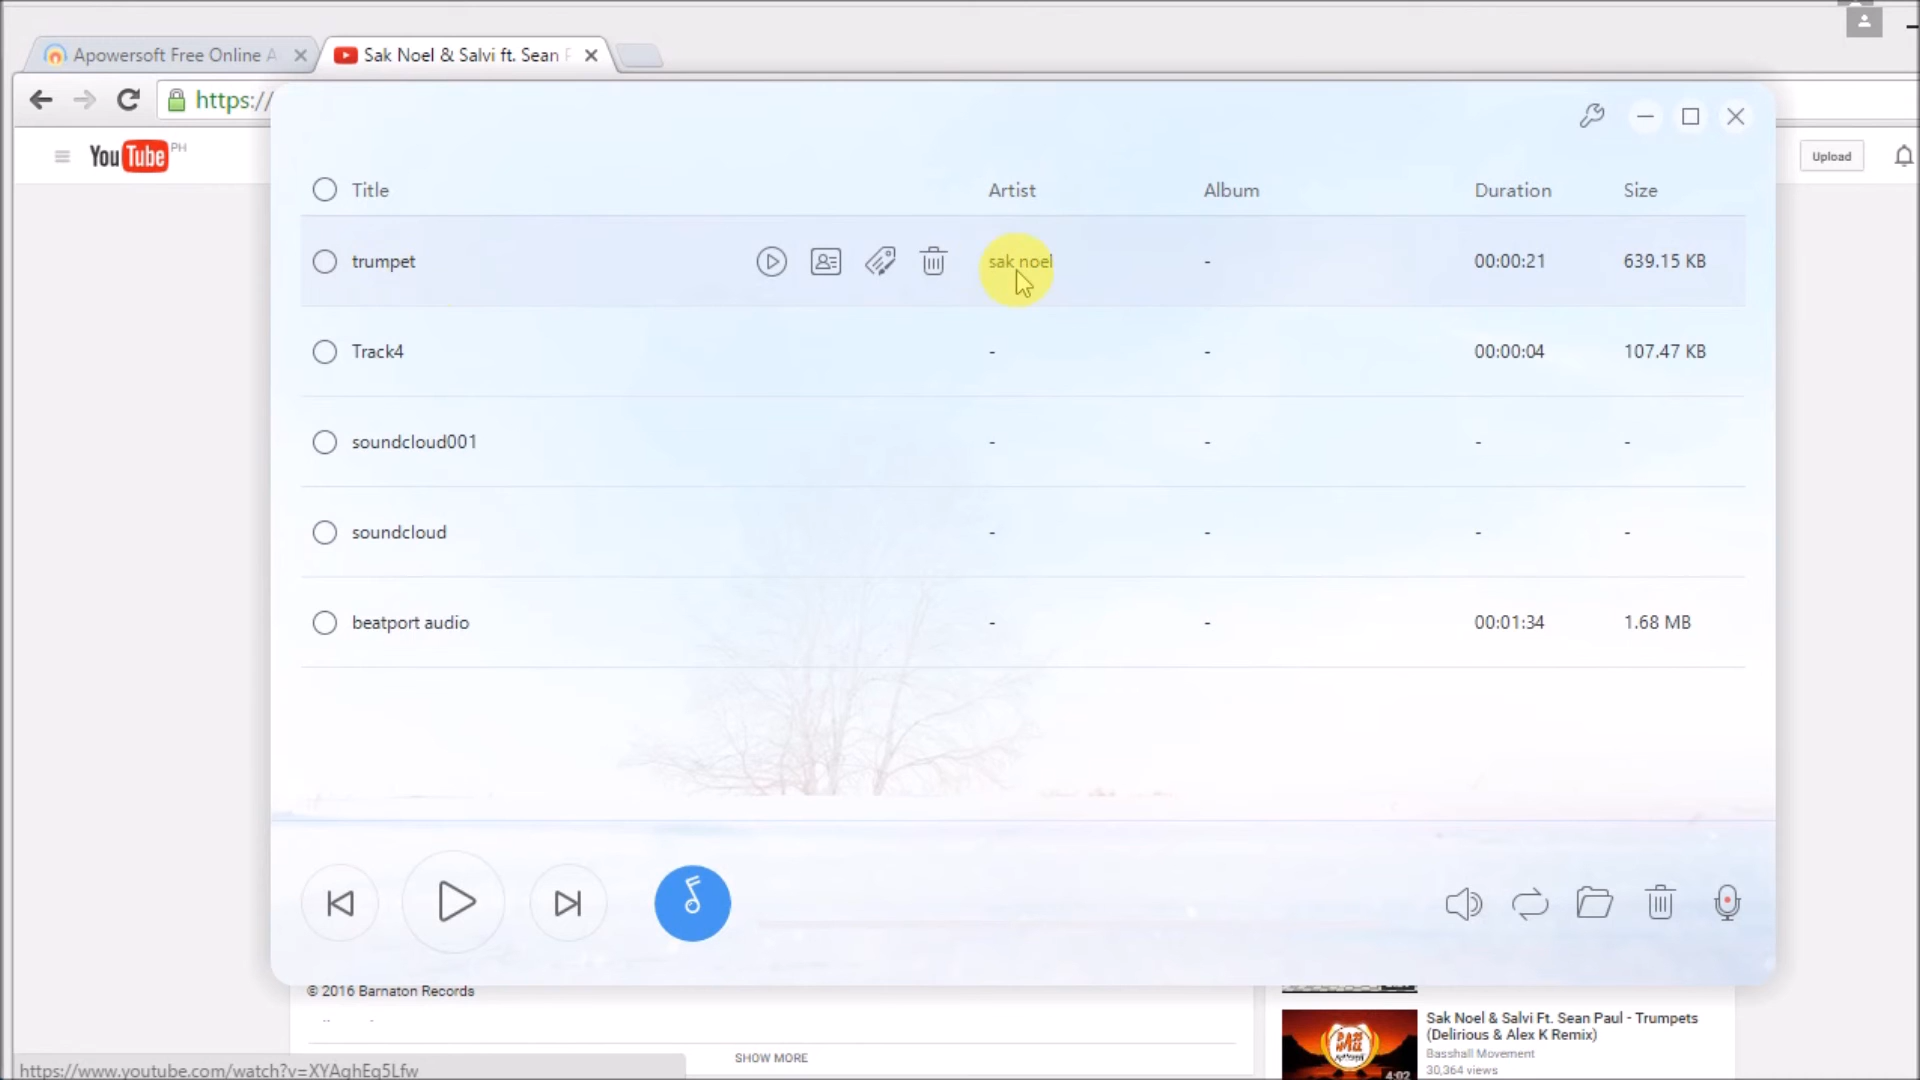 Apowersoft Free Online A
Sak Noel & Salvi ft. Sean P
https://
YouTube PH
Upload
Title Artist Album Duration Size
trumpet sak noel - 00:00:21 639.15 KB
Track4 - - 00:00:04 107.47 KB
soundcloud001 - - - -
soundcloud - - - -
beatport audio - - 00:01:34 1.68 MB
© 2016 Barnaton Records
SHOW MORE
Sak Noel & Salvi Ft. Sean Paul - Trumpets
(Delirious & Alex K Remix)
Basshall Movement
30,364 views
4:02
https://www.youtube.com/watch?v=XYAghEq5Lfw